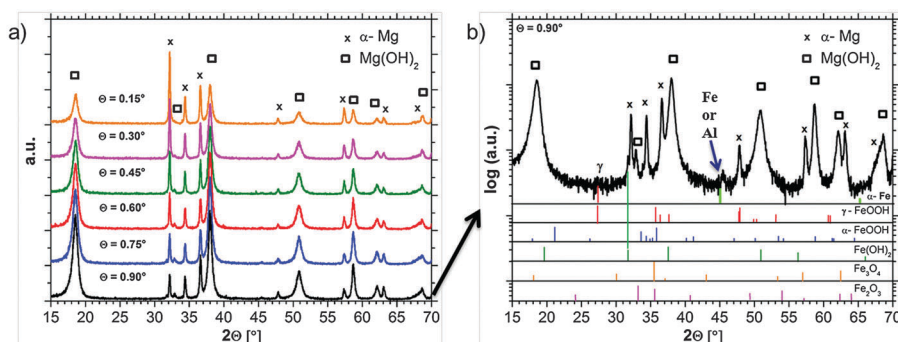 a)
x α- Mg
Mg(OH)2
Θ = 0.15°
Θ = 0.30°
Θ = 0.45°
Θ = 0.60°
Θ = 0.75°
Θ = 0.90°
a.u.
15 20 25 30 35 40 45 50 55 60 65 70
2Θ [°]
b)
Θ = 0.90°
x α - Mg
Mg(OH)2
Fe
or
Al
γ
log (a.u.)
α- Fe
γ - FeOOH
α - FeOOH
Fe(OH)2
Fe3O4
Fe2O3
15 20 25 30 35 40 45 50 55 60 65 70
2Θ [°]